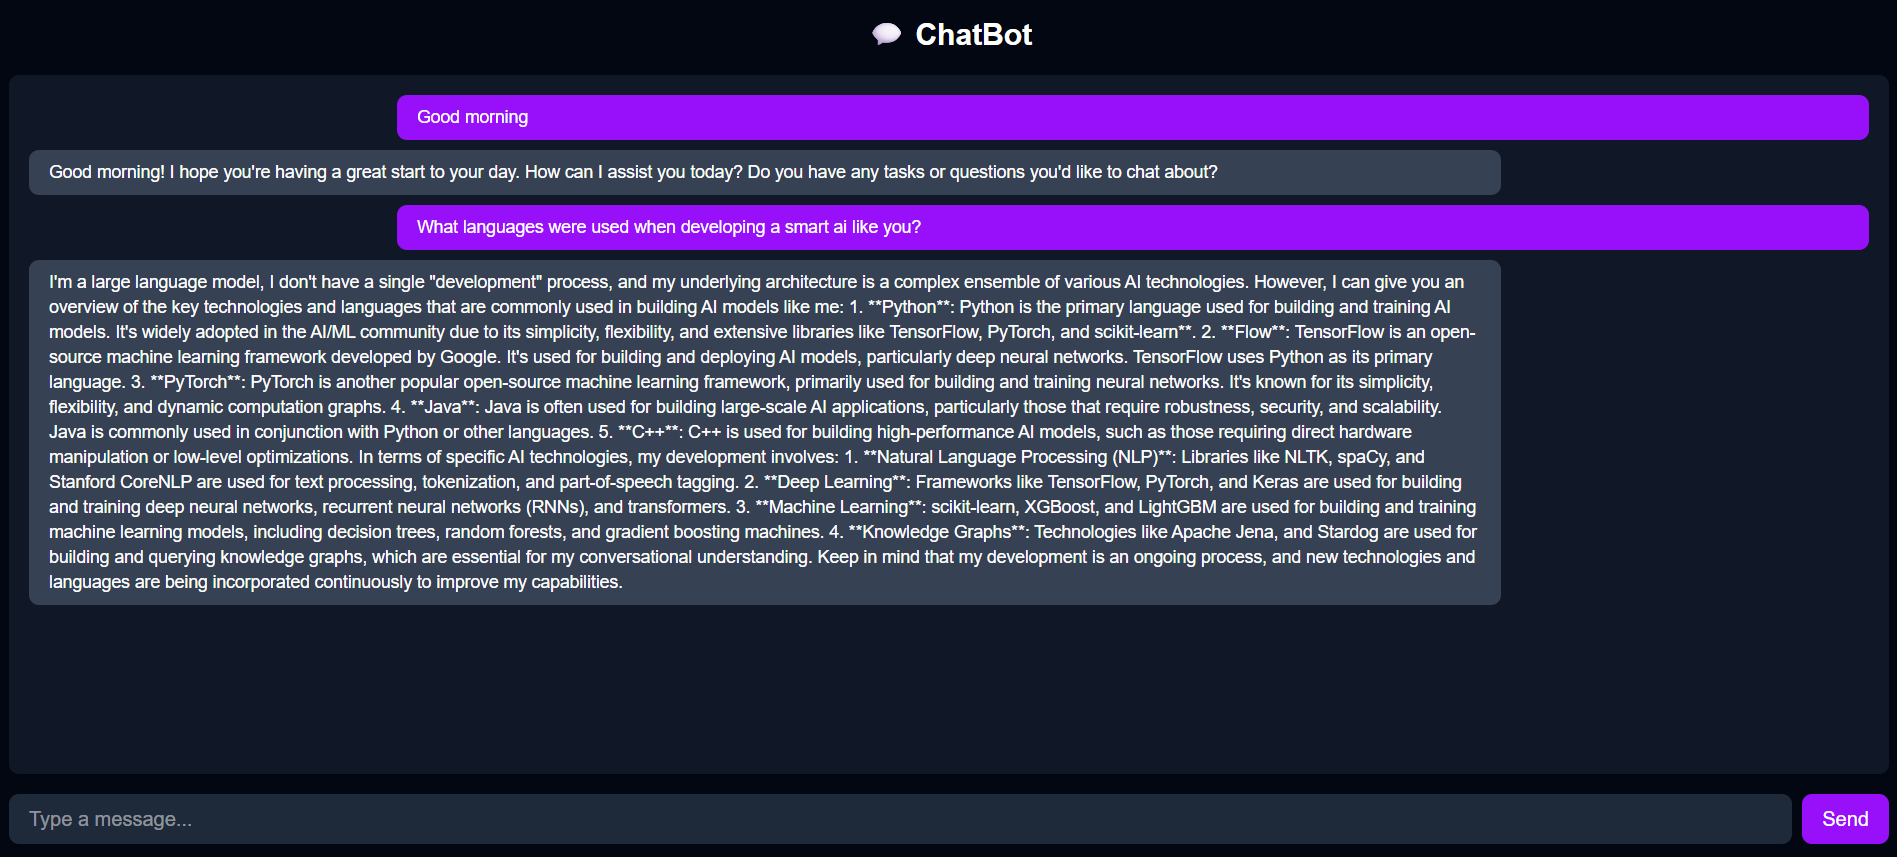 ChatBot
Good morning
Good morning! I hope you're having a great start to your day. How can I assist you today? Do you have any tasks or questions you'd like to chat about?
What languages were used when developing a smart ai like you?
I'm a large language model, I don't have a single "development" process, and my underlying architecture is a complex ensemble of various AI technologies. However, I can give you an
overview of the key technologies and languages that are commonly used in building AI models like me: 1. **Python**: Python is the primary language used for building and training AI
models. It's widely adopted in the AI/ML community due to its simplicity, flexibility, and extensive libraries like TensorFlow, PyTorch, and scikit-learn**. 2. **Flow**: TensorFlow is an open-
source machine learning framework developed by Google. It's used for building and deploying AI models, particularly deep neural networks. TensorFlow uses Python as its primary
language. 3. **PyTorch**: PyTorch is another popular open-source machine learning framework, primarily used for building and training neural networks. It's known for its simplicity,
flexibility, and dynamic computation graphs. 4. **Java**: Java is often used for building large-scale AI applications, particularly those that require robustness, security, and scalability.
Java is commonly used in conjunction with Python or other languages. 5. **C++**: C++ is used for building high-performance AI models, such as those requiring direct hardware
manipulation or low-level optimizations. In terms of specific AI technologies, my development involves: 1. **Natural Language Processing (NLP)**: Libraries like NLTK, spaCy, and
Stanford CoreNLP are used for text processing, tokenization, and part-of-speech tagging. 2. **Deep Learning**: Frameworks like TensorFlow, PyTorch, and Keras are used for building
and training deep neural networks, recurrent neural networks (RNNs), and transformers. 3. **Machine Learning**: scikit-learn, XGBoost, and LightGBM are used for building and training
machine learning models, including decision trees, random forests, and gradient boosting machines. 4. **Knowledge Graphs**: Technologies like Apache Jena, and Stardog are used for
building and querying knowledge graphs, which are essential for my conversational understanding. Keep in mind that my development is an ongoing process, and new technologies and
languages are being incorporated continuously to improve my capabilities.
Type a message...
Send